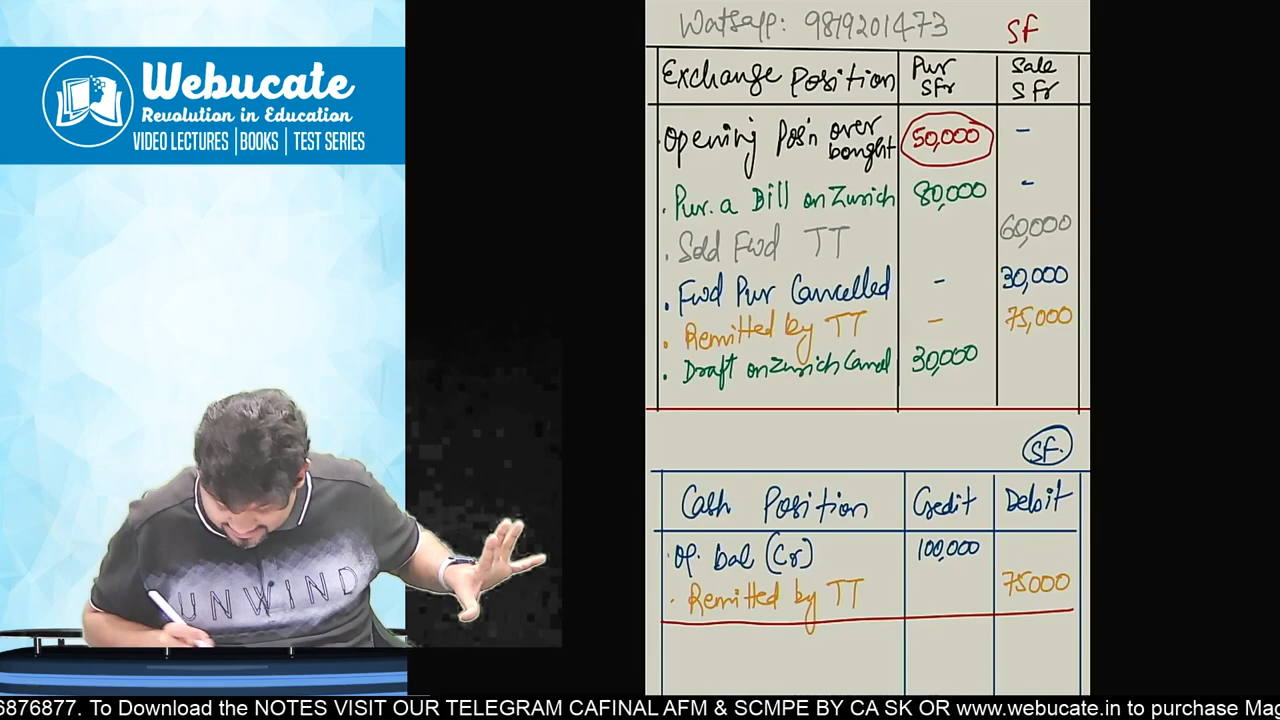 Webucate
Revolution in Education
VIDEO LECTURES | BOOKS | TEST SERIES
UNWIND
Watsapp: 9819201473 SF
Exchange Position Pur SFr Sale SFr
Opening Pos'n over bought 50,000 -
. Pur. a Bill on Zurich 80,000 -
. Sold Fwd TT 60,000
. Fwd Pur Cancelled - 30,000
. Remitted by TT - 75,000
. Draft on Zurich Cancel 30,000
SF.
Cash Position Credit Debit
. Op. bal (Cr) 100,000
. Remitted by TT 75000
6876877. To Download the NOTES VISIT OUR TELEGRAM CAFINAL AFM & SCMPE BY CA SK OR www.webucate.in to purchase Mac